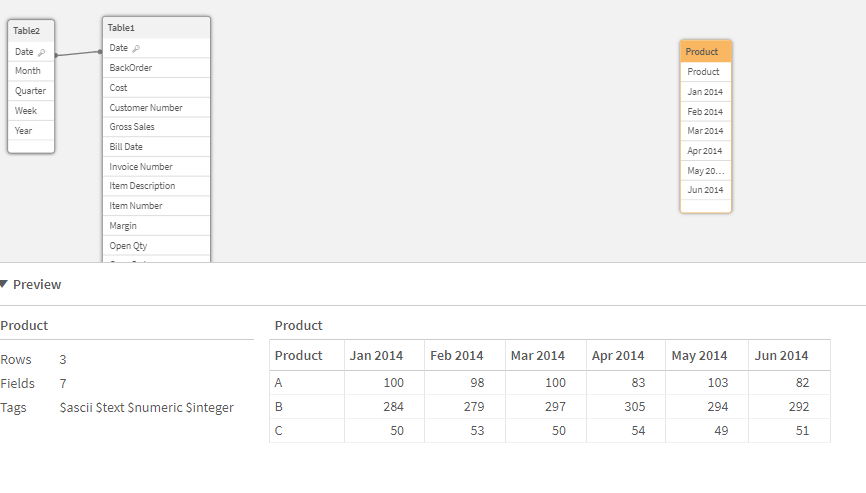 Table2
Date
Month
Quarter
Week
Year
Table1
Date
BackOrder
Cost
Customer Number
Gross Sales
Bill Date
Invoice Number
Item Description
Item Number
Margin
Open Qty
Product
Product
Jan 2014
Feb 2014
Mar 2014
Apr 2014
May 20...
Jun 2014
Preview
Product
Rows 3
Fields 7
Tags $ascii $text $numeric $integer
Product
Product Jan 2014 Feb 2014 Mar 2014 Apr 2014 May 2014 Jun 2014
A 100 98 100 83 103 82
B 284 279 297 305 294 292
C 50 53 50 54 49 51